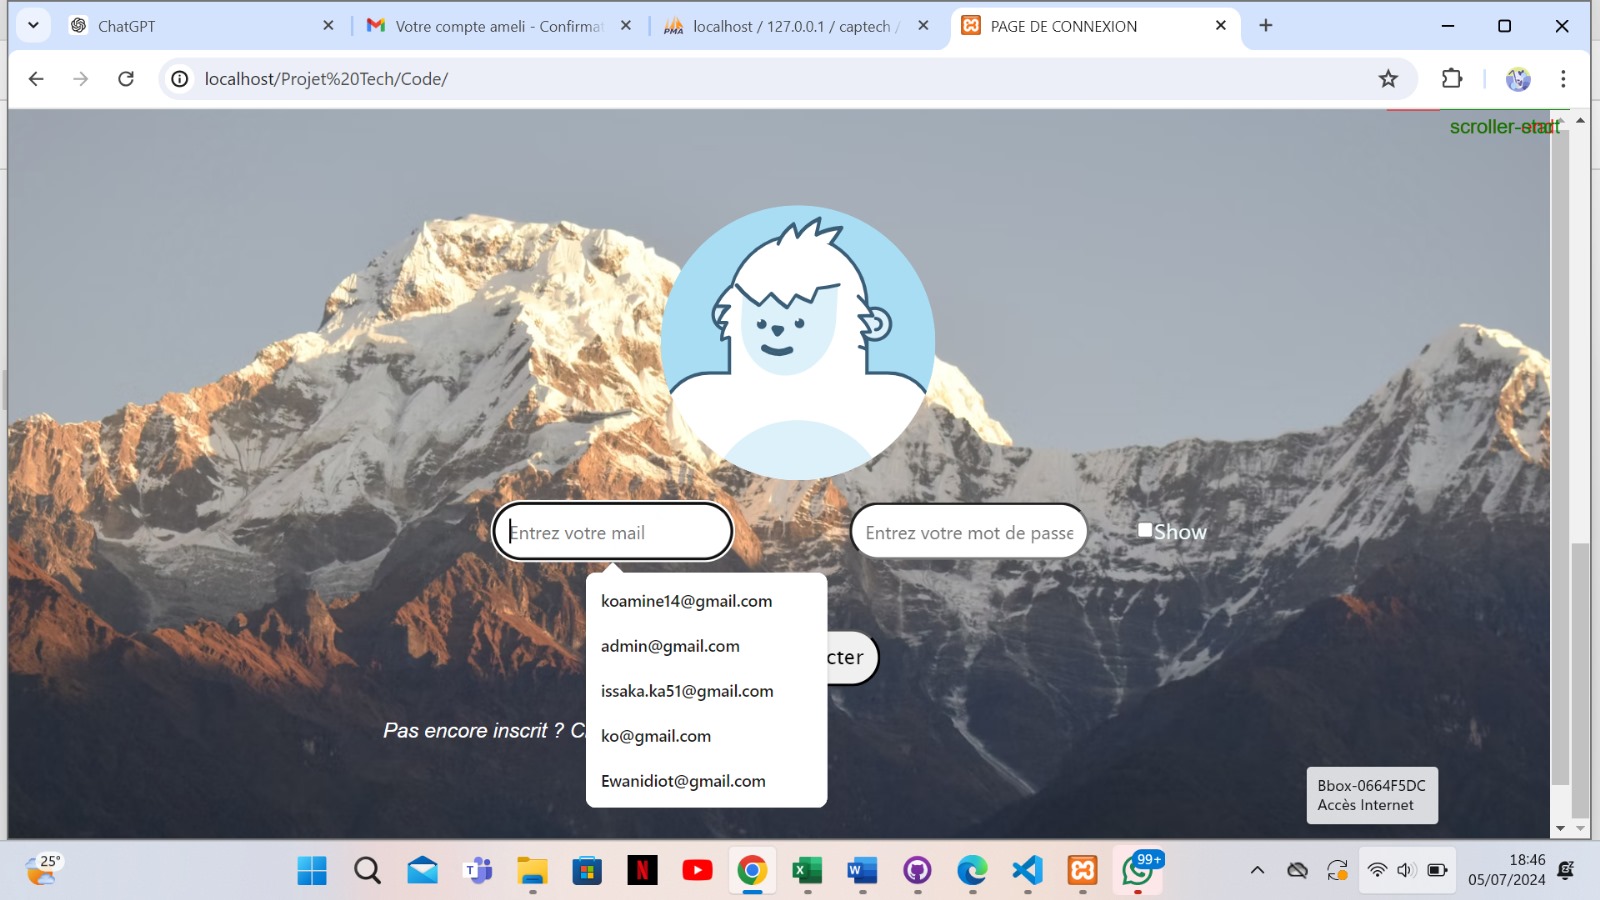 ChatGPT
Votre compte ameli - Confirmat
PMA
localhost / 127.0.0.1 / captech /
PAGE DE CONNEXION
localhost/Projet%20Tech/Code/
scroller-start
Entrez votre mail
Entrez votre mot de passe
Show
koamine14@gmail.com
admin@gmail.com
issaka.ka51@gmail.com
ko@gmail.com
Ewanidiot@gmail.com
cter
Pas encore inscrit ? C
Bbox-0664F5DC
Accès Internet
25°
99+
18:46
05/07/2024